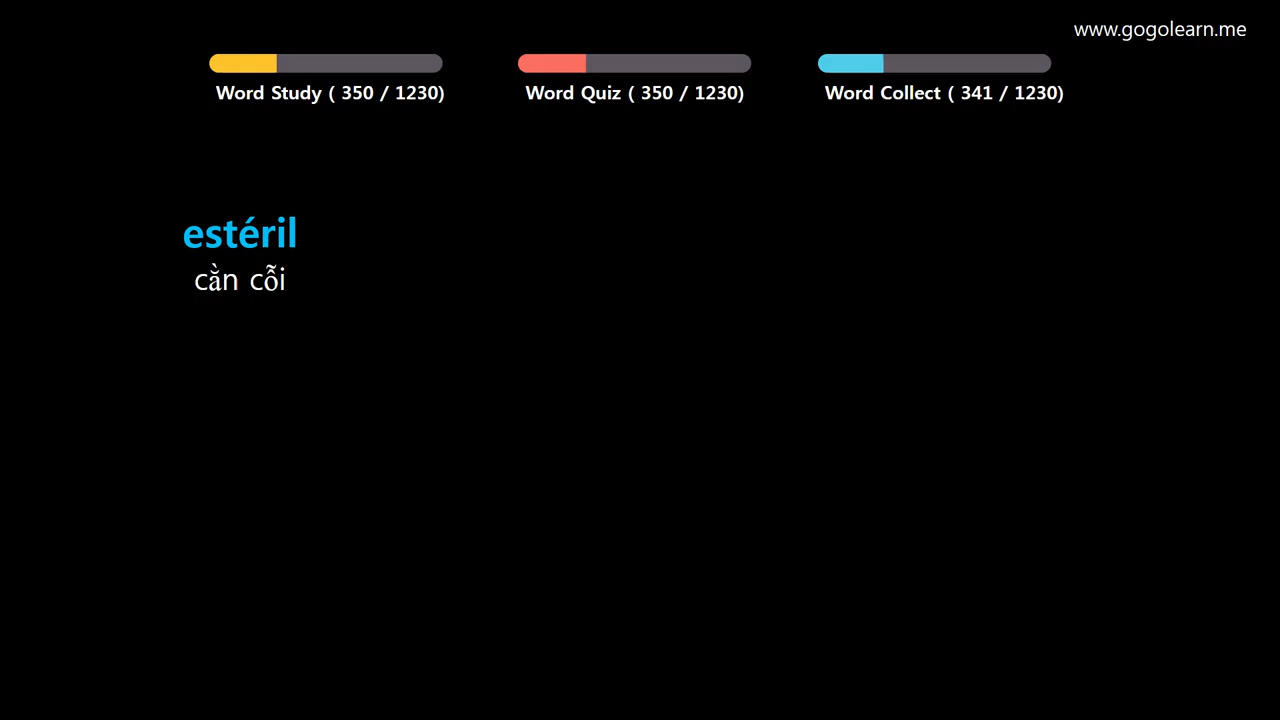 www.gogolearn.me
Word Study ( 350 / 1230)
Word Quiz ( 350 / 1230)
Word Collect ( 341 / 1230)
estéril
cằn cỗi